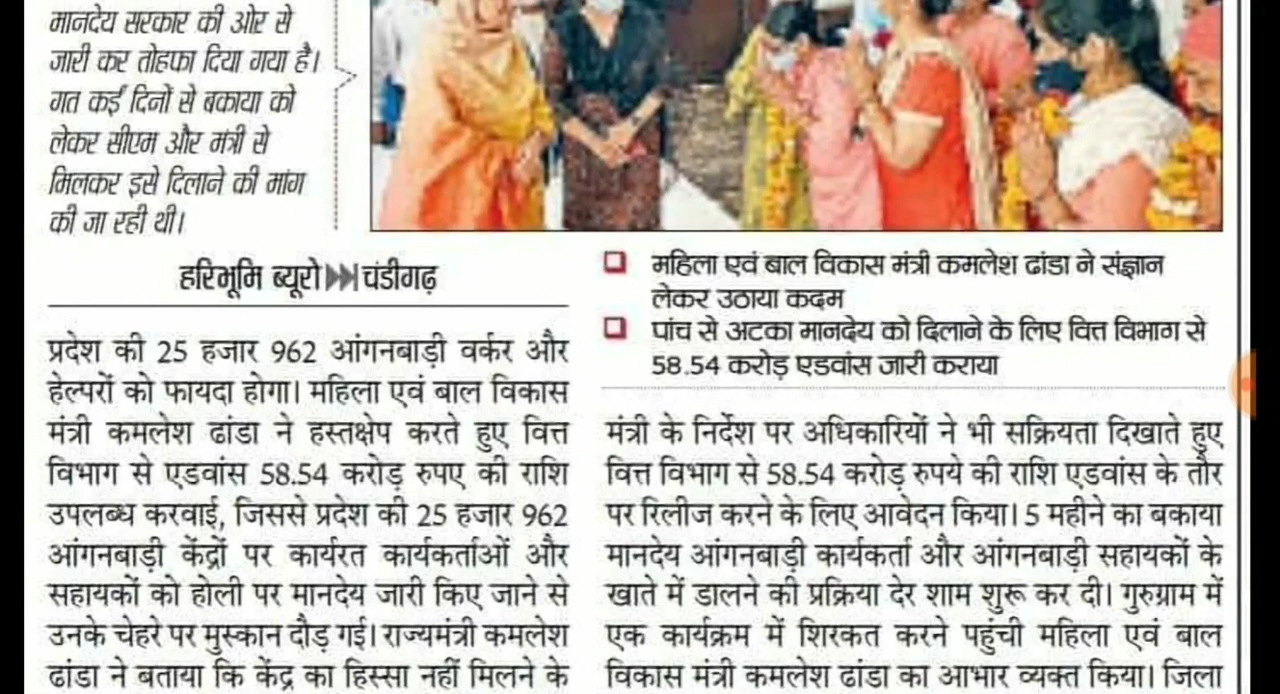 मानदेय सरकार की ओर से
जारी कर तोहफा दिया गया है।
गत कई दिनों से बकाया को
लेकर सीएम और मंत्री से
मिलकर इसे दिलाने की मांग
की जा रही थी।
हरिभूमि ब्यूरो चंडीगढ़
प्रदेश की 25 हजार 962 आंगनबाड़ी वर्कर और
हेल्परों को फायदा होगा। महिला एवं बाल विकास
मंत्री कमलेश ढांडा ने हस्तक्षेप करते हुए वित्त
विभाग से एडवांस 58.54 करोड़ रुपए की राशि
उपलब्ध करवाई, जिससे प्रदेश की 25 हजार 962
आंगनबाड़ी केंद्रों पर कार्यरत कार्यकर्ताओं और
सहायकों को होली पर मानदेय जारी किए जाने से
उनके चेहरे पर मुस्कान दौड़ गई। राज्यमंत्री कमलेश
ढांडा ने बताया कि केंद्र का हिस्सा नहीं मिलने के
महिला एवं बाल विकास मंत्री कमलेश ढांडा ने संज्ञान
लेकर उठाया कदम
पांच से अटका मानदेय को दिलाने के लिए वित्त विभाग से
58.54 करोड़ एडवांस जारी कराया
मंत्री के निर्देश पर अधिकारियों ने भी सक्रियता दिखाते हुए
वित्त विभाग से 58.54 करोड़ रुपये की राशि एडवांस के तौर
पर रिलीज करने के लिए आवेदन किया। 5 महीने का बकाया
मानदेय आंगनबाड़ी कार्यकर्ता और आंगनबाड़ी सहायकों के
खाते में डालने की प्रक्रिया देर शाम शुरू कर दी। गुरुग्राम में
एक कार्यक्रम में शिरकत करने पहुंची महिला एवं बाल
विकास मंत्री कमलेश ढांडा का आभार व्यक्त किया। जिला